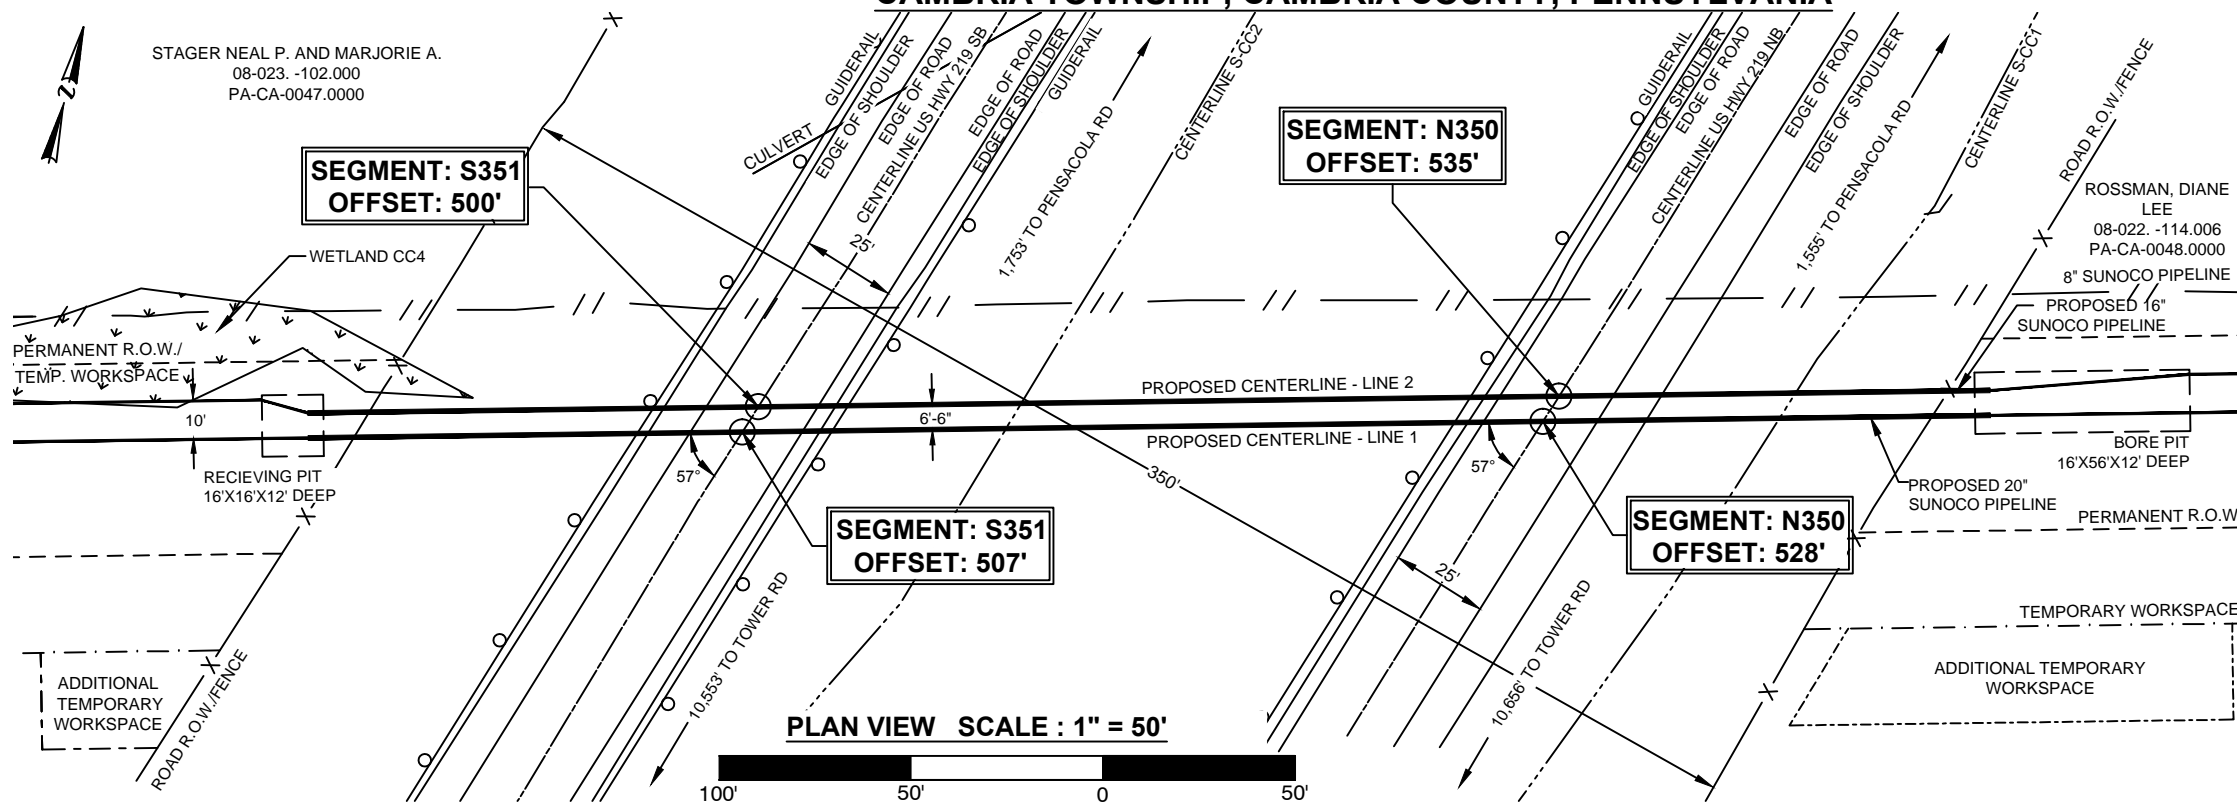 CAMBRIA TOWNSHIP, CAMBRIA COUNTY, PENNSYLVANIA
STAGER NEAL P. AND MARJORIE A.
08-023. -102.000
PA-CA-0047.0000
N
GUIDERAIL
EDGE OF SHOULDER
EDGE OF ROAD
CENTERLINE US HWY 219 SB
EDGE OF ROAD
EDGE OF SHOULDER
GUIDERAIL
1,753' TO PENSACOLA RD
CENTERLINE S-CC2
CULVERT
GUIDERAIL
EDGE OF SHOULDER
EDGE OF ROAD
CENTERLINE US HWY 219 NB
EDGE OF ROAD
EDGE OF SHOULDER
1,555' TO PENSACOLA RD
CENTERLINE S-CC1
ROAD R.O.W./FENCE
SEGMENT: S351
OFFSET: 500'
SEGMENT: N350
OFFSET: 535'
ROSSMAN, DIANE
LEE
08-022. -114.006
PA-CA-0048.0000
8" SUNOCO PIPELINE
PROPOSED 16"
SUNOCO PIPELINE
WETLAND CC4
25'
PERMANENT R.O.W./
TEMP. WORKSPACE
10'
6'-6"
PROPOSED CENTERLINE - LINE 2
PROPOSED CENTERLINE - LINE 1
RECIEVING PIT
16'X16'X12' DEEP
57°
350'
57°
BORE PIT
16'X56'X12' DEEP
PROPOSED 20"
SUNOCO PIPELINE
PERMANENT R.O.W
SEGMENT: S351
OFFSET: 507'
SEGMENT: N350
OFFSET: 528'
25'
10,553' TO TOWER RD
10,656' TO TOWER RD
TEMPORARY WORKSPACE
ADDITIONAL
TEMPORARY
WORKSPACE
ROAD R.O.W./FENCE
ADDITIONAL TEMPORARY
WORKSPACE
PLAN VIEW SCALE : 1" = 50'
100' 50' 0 50'